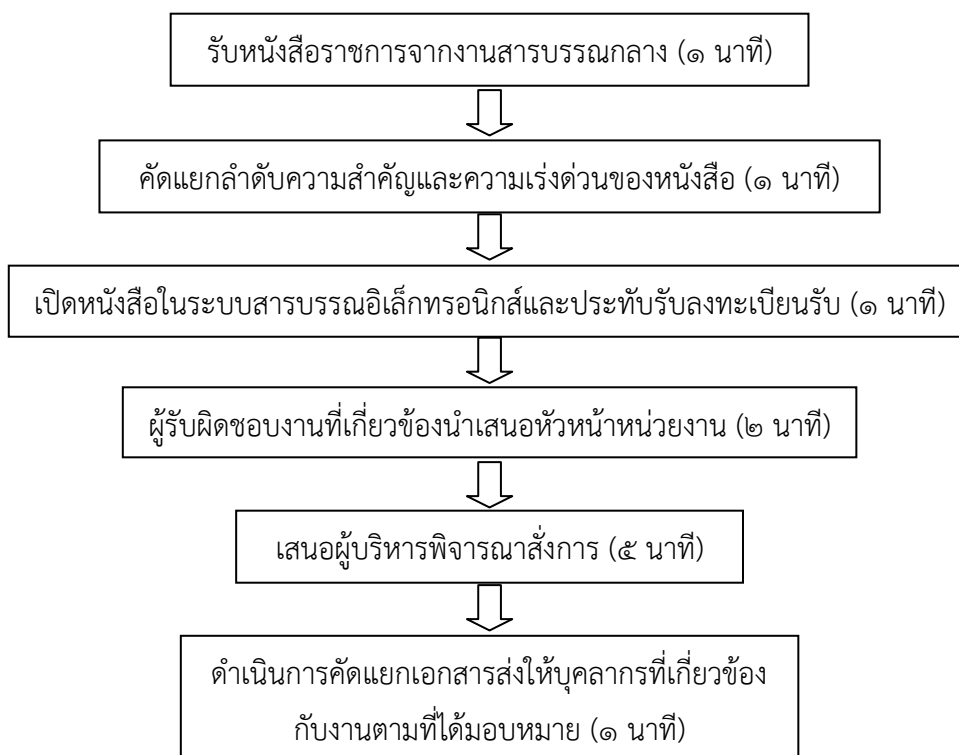 รับหนังสือราชการจากงานสารบรรณกลาง (๑ นาที)
คัดแยกลำดับความสำคัญและความเร่งด่วนของหนังสือ (๑ นาที)
เปิดหนังสือในระบบสารบรรณอิเล็กทรอนิกส์และประทับรับลงทะเบียนรับ (๑ นาที)
ผู้รับผิดชอบงานที่เกี่ยวข้องนำเสนอหัวหน้าหน่วยงาน (๒ นาที)
เสนอผู้บริหารพิจารณาสั่งการ (๕ นาที)
ดำเนินการคัดแยกเอกสารส่งให้บุคลากรที่เกี่ยวข้อง
กับงานตามที่ได้มอบหมาย (๑ นาที)